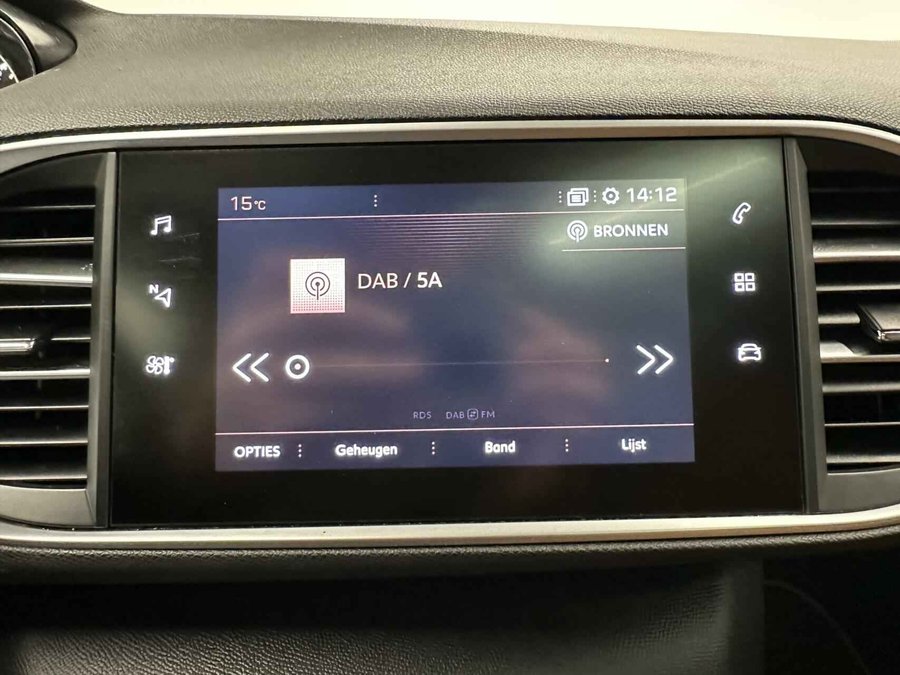 15°C
14:12
BRONNEN
DAB / 5A
N
RDS DAB FM
OPTIES Geheugen Band Lijst